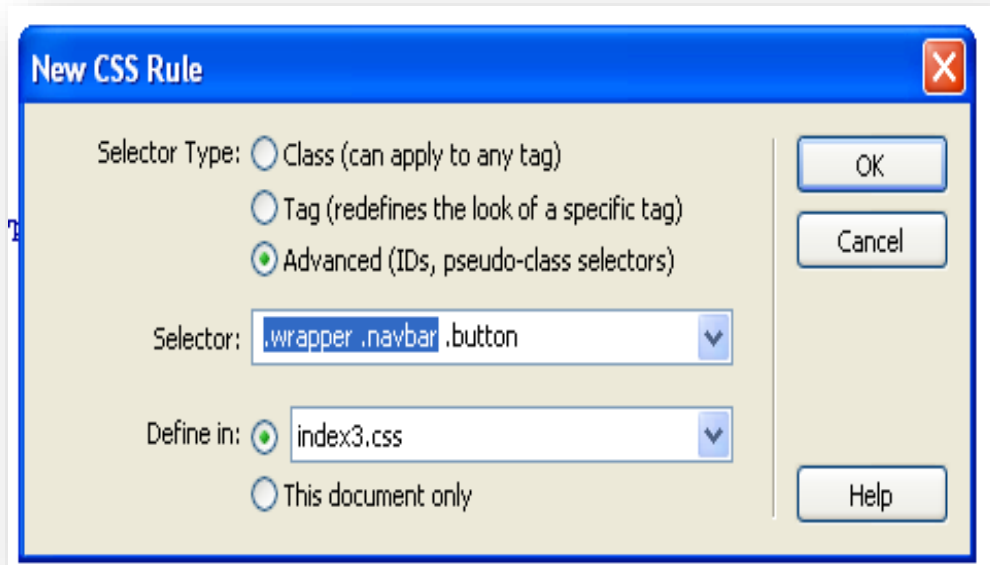 New CSS Rule
Selector Type: Class (can apply to any tag)
Tag (redefines the look of a specific tag)
Advanced (IDs, pseudo-class selectors)
Selector: .wrapper .navbar .button
Define in: index3.css
This document only
OK
Cancel
Help